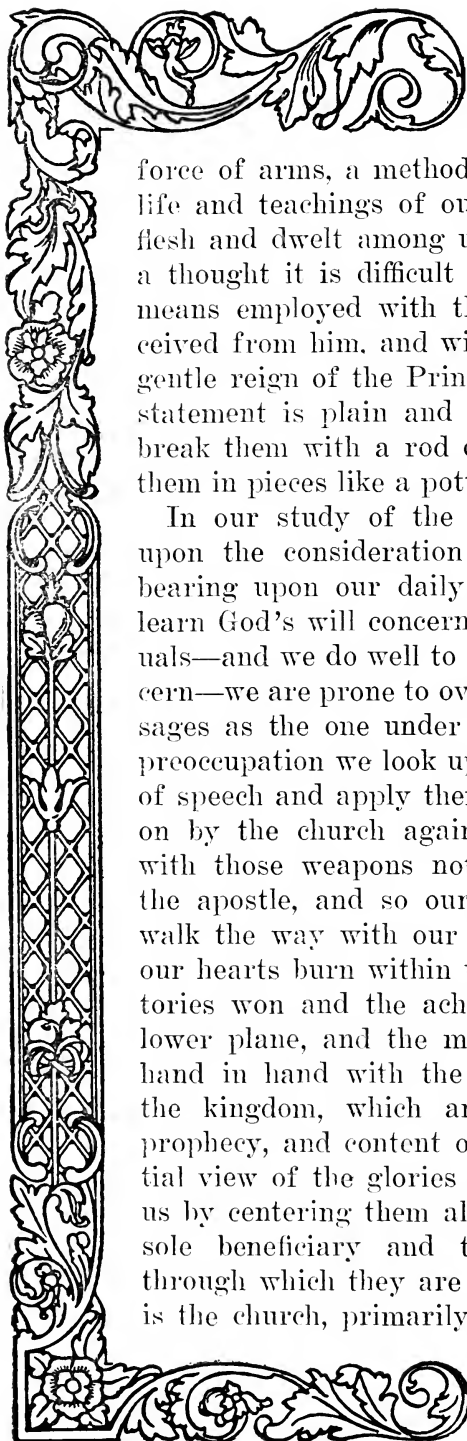 force of arms, a method
life and teachings of ou
flesh and dwelt among u
a thought it is difficult
means employed with th
ceived from him, and wi
gentle reign of the Prin
statement is plain and
break them with a rod o
them in pieces like a pot
In our study of the
upon the consideration
bearing upon our daily
learn God's will concern
uals—and we do well to
cern—we are prone to ov
sages as the one under
preoccupation we look up
of speech and apply the
on by the church again
with those weapons not
the apostle, and so our
walk the way with our
our hearts burn within
tories won and the ach
lower plane, and the m
hand in hand with the
the kingdom, which ar
prophecy, and content o
tial view of the glories
us by centering them al
sole beneficiary and t
through which they are
is the church, primarily